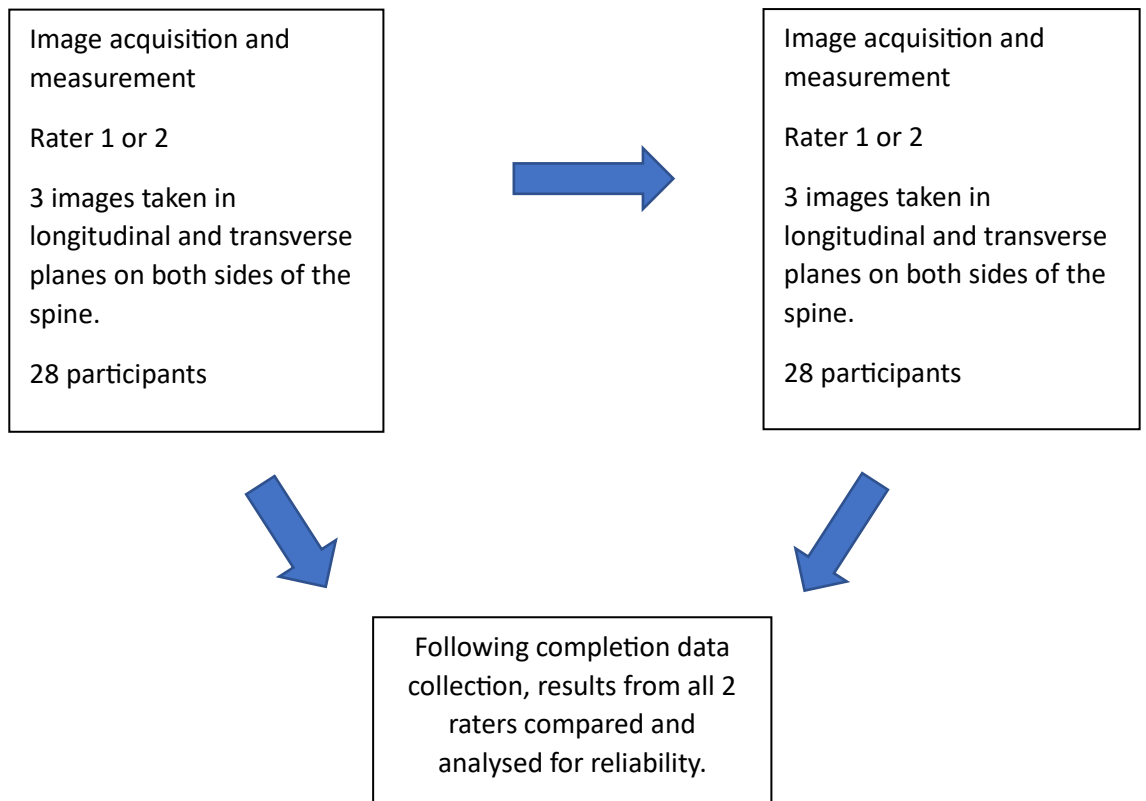 Image acquisition and
measurement
Rater 1 or 2
3 images taken in
longitudinal and transverse
planes on both sides of the
spine.
28 participants
Image acquisition and
measurement
Rater 1 or 2
3 images taken in
longitudinal and transverse
planes on both sides of the
spine.
28 participants
Following completion data
collection, results from all 2
raters compared and
analysed for reliability.